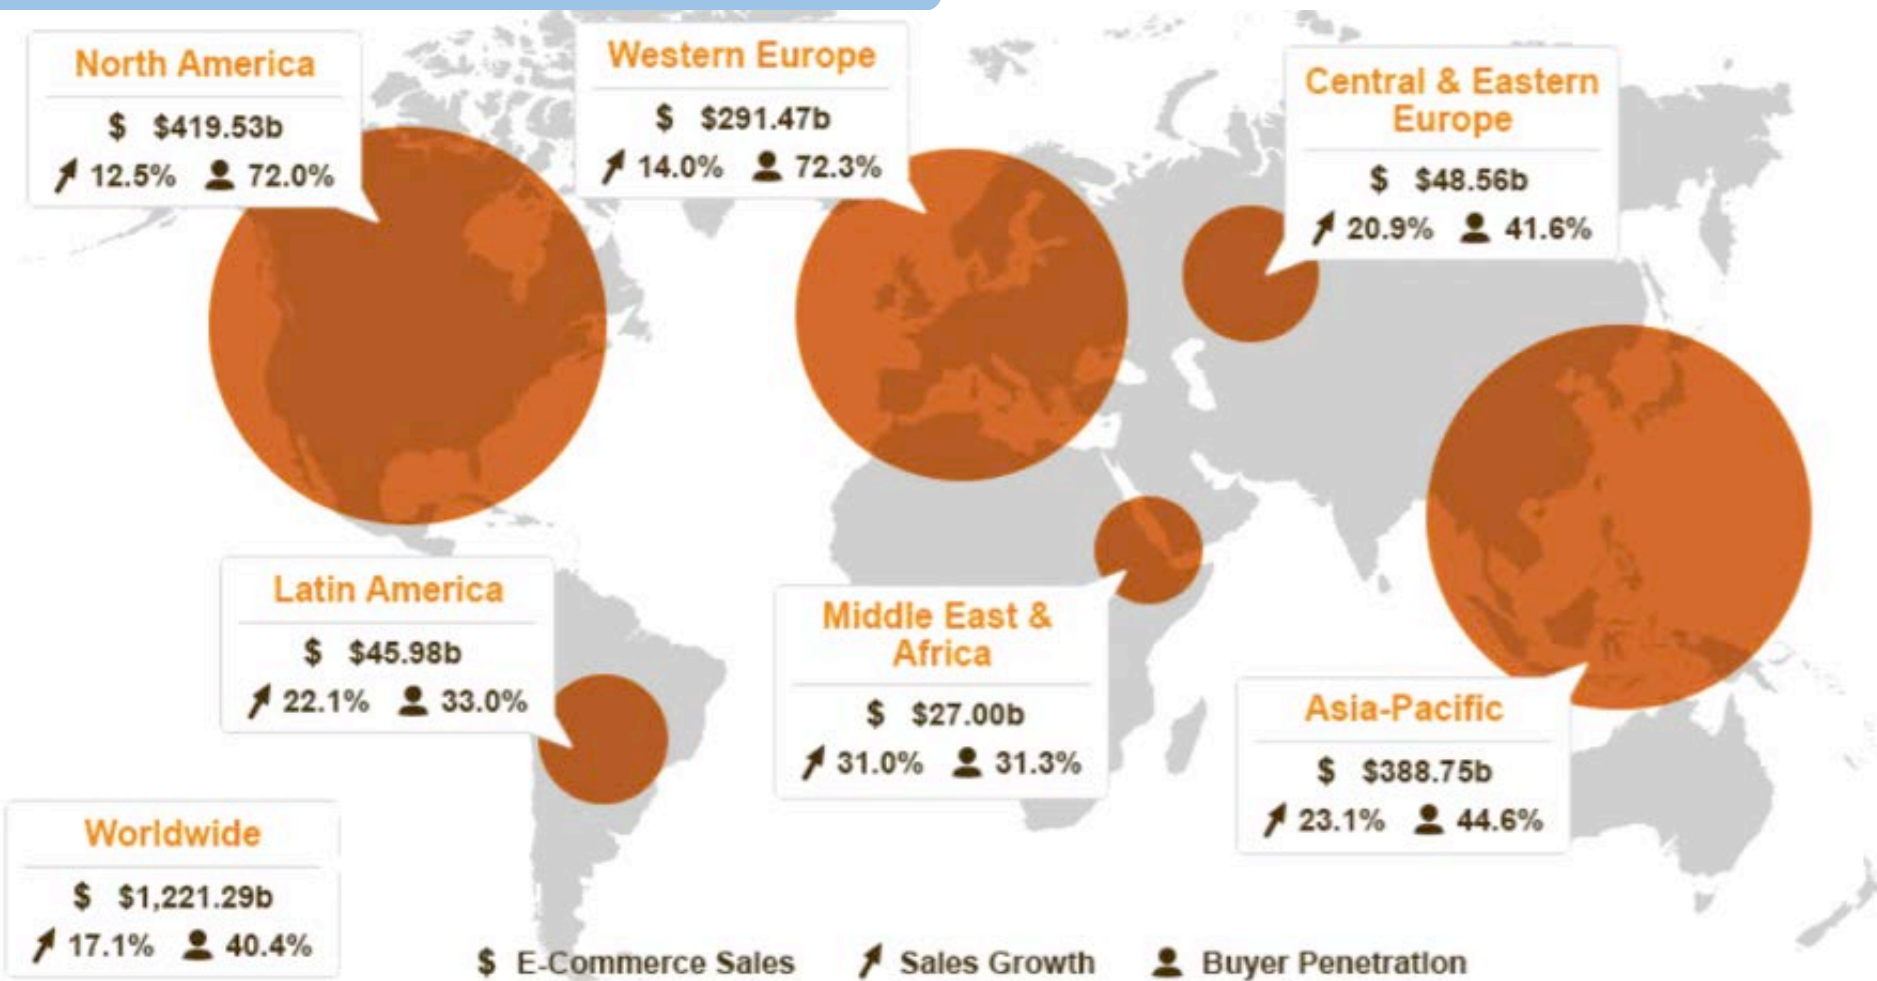 North America
$ $419.53b
12.5% 72.0%
Western Europe
$ $291.47b
14.0% 72.3%
Central & Eastern
Europe
$ $48.56b
20.9% 41.6%
Latin America
$ $45.98b
22.1% 33.0%
Middle East &
Africa
$ $27.00b
31.0% 31.3%
Asia-Pacific
$ $388.75b
23.1% 44.6%
Worldwide
$ $1,221.29b
17.1% 40.4%
$ E-Commerce Sales Sales Growth Buyer Penetration